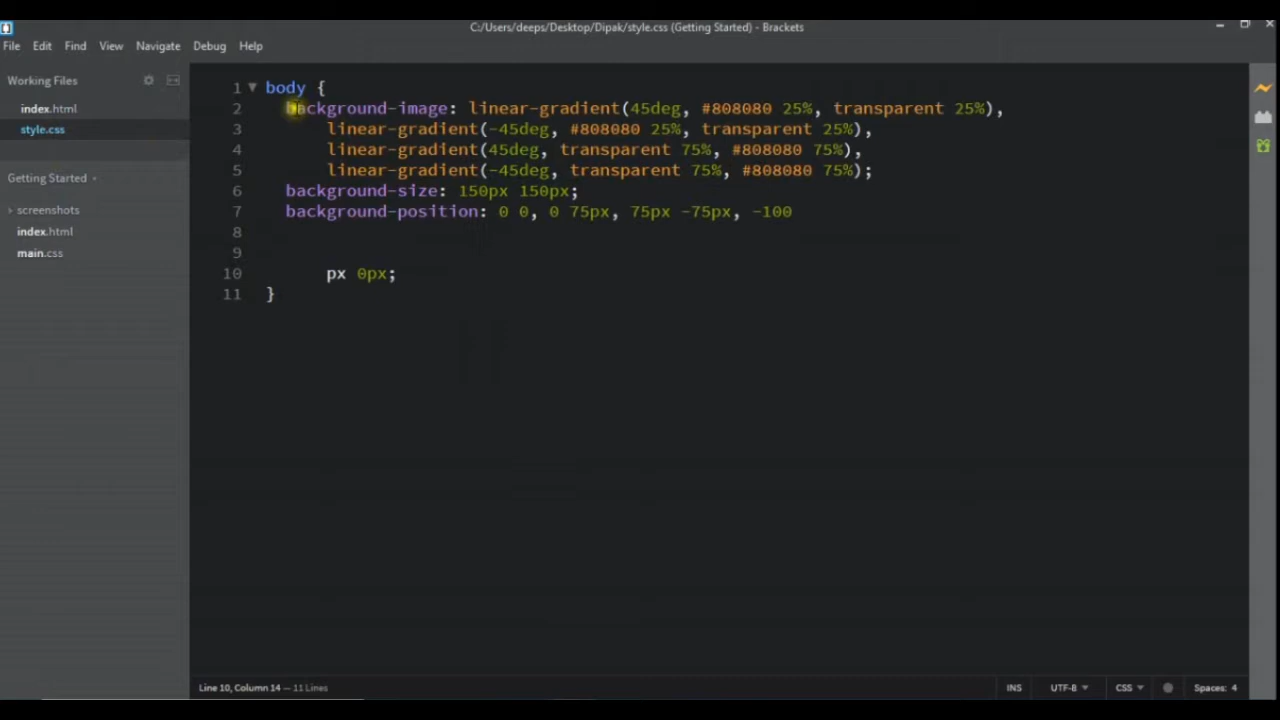 C:/Users/deeps/Desktop/Dipak/style.css (Getting Started) - Brackets
File Edit Find View Navigate Debug Help
Working Files
index.html
style.css
Getting Started
screenshots
index.html
main.css
1 body {
2 background-image: linear-gradient(45deg, #808080 25%, transparent 25%),
3 linear-gradient(-45deg, #808080 25%, transparent 25%),
4 linear-gradient(45deg, transparent 75%, #808080 75%),
5 linear-gradient(-45deg, transparent 75%, #808080 75%);
6 background-size: 150px 150px;
7 background-position: 0 0, 0 75px, 75px -75px, -100
8
9
10 px 0px;
11 }
Line 10, Column 14 — 11 Lines
INS UTF-8 CSS Spaces: 4